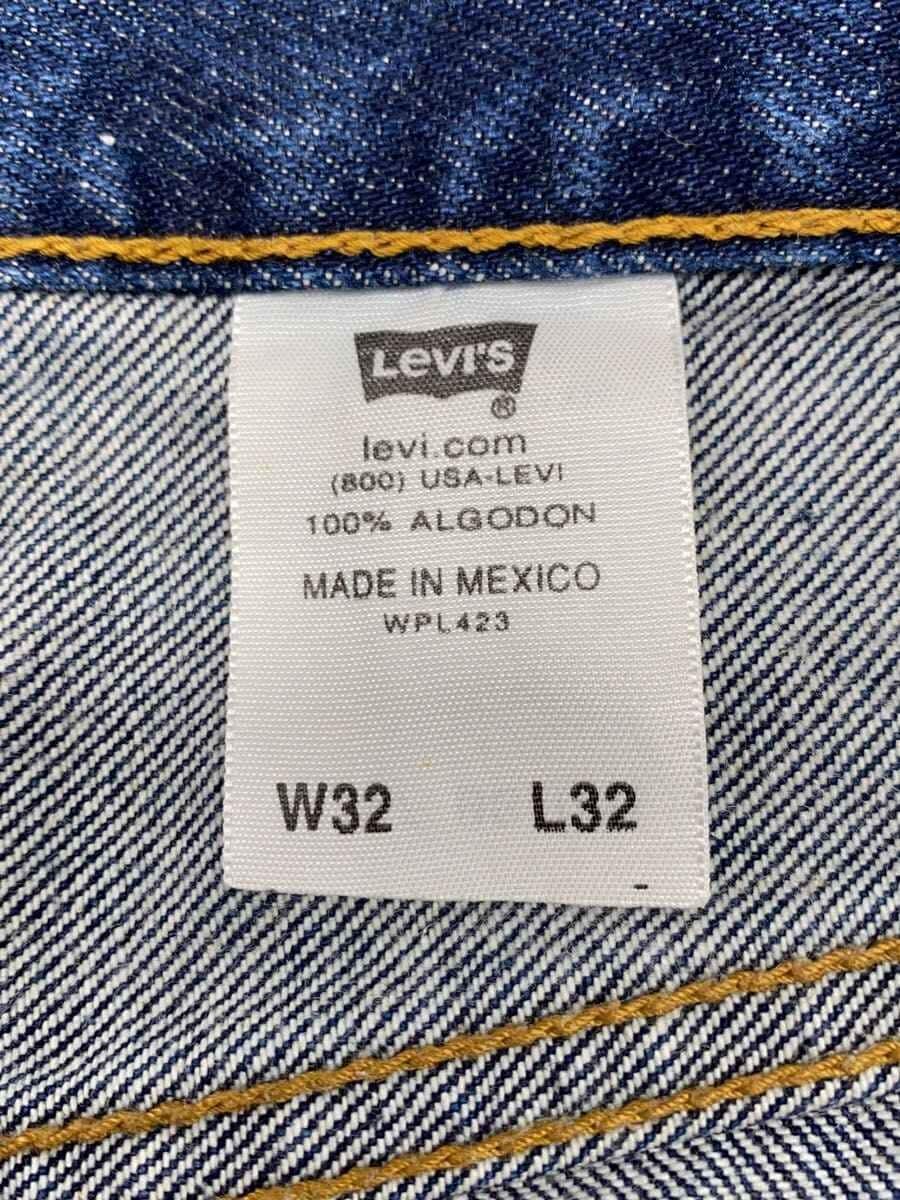 Levi's
®
levi.com
(800) USA-LEVI
100% ALGODON
MADE IN MEXICO
WPL423
W32 L32